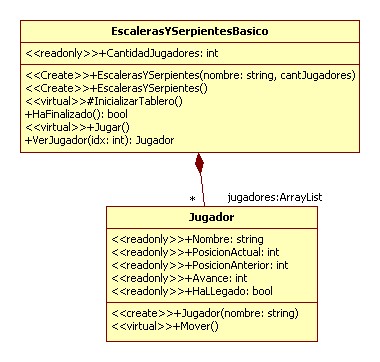 EscalerasYSerpientesBasico
<<readonly>>+CantidadJugadores: int
<<Create>>+EscalerasYSerpientes(nombre: string, cantJugadores)
<<Create>>+EscalerasYSerpientes()
<<virtual>>#InicializarTablero()
+HaFinalizado(): bool
<<virtual>>+Jugar()
+VerJugador(idx: int): Jugador
* jugadores:ArrayList
Jugador
<<readonly>>+Nombre: string
<<readonly>>+PosicionActual: int
<<readonly>>+PosicionAnterior: int
<<readonly>>+Avance: int
<<readonly>>+HaLLegado: bool
<<create>>+Jugador(nombre: string)
<<virtual>>+Mover()